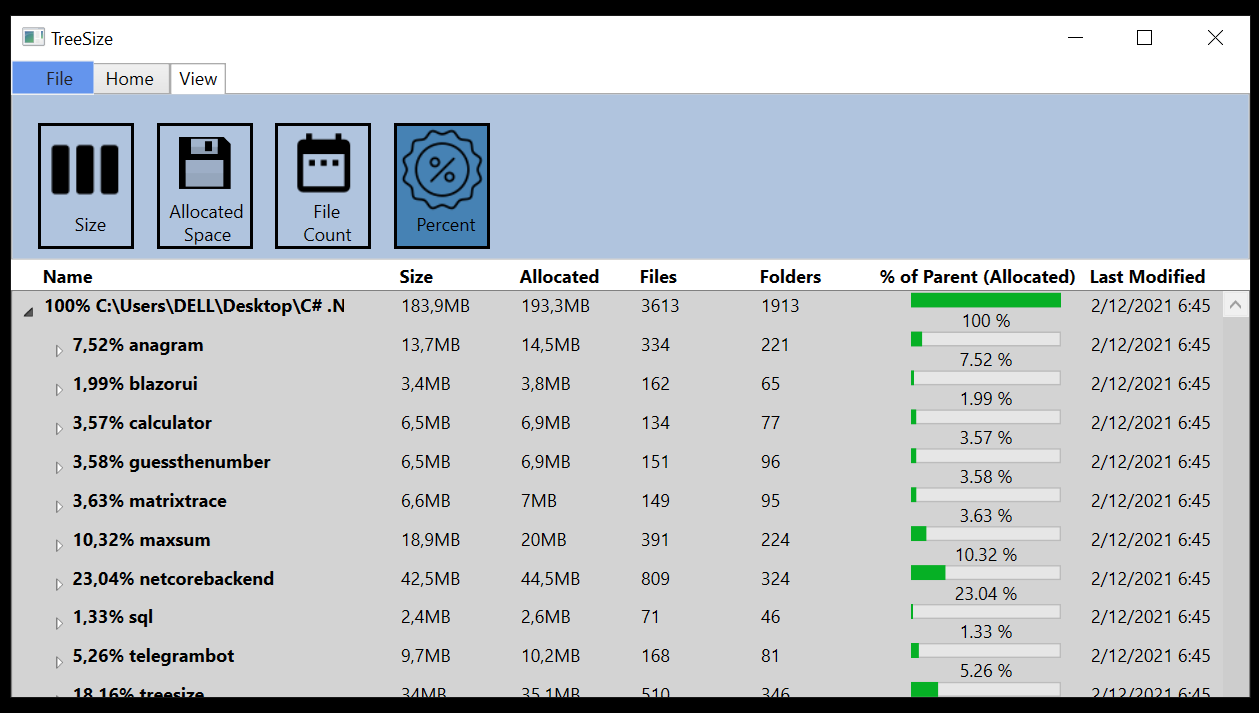 TreeSize
File Home View
Size
Allocated Space
File Count
Percent
Name Size Allocated Files Folders % of Parent (Allocated) Last Modified
100% C:\Users\DELL\Desktop\C# .N 183,9MB 193,3MB 3613 1913 2/12/2021 6:45
100 %
7,52% anagram 13,7MB 14,5MB 334 221 2/12/2021 6:45
7.52 %
1,99% blazorui 3,4MB 3,8MB 162 65 2/12/2021 6:45
1.99 %
3,57% calculator 6,5MB 6,9MB 134 77 2/12/2021 6:45
3.57 %
3,58% guessthenumber 6,5MB 6,9MB 151 96 2/12/2021 6:45
3.58 %
3,63% matrixtrace 6,6MB 7MB 149 95 2/12/2021 6:45
3.63 %
10,32% maxsum 18,9MB 20MB 391 224 2/12/2021 6:45
10.32 %
23,04% netcorebackend 42,5MB 44,5MB 809 324 2/12/2021 6:45
23.04 %
1,33% sql 2,4MB 2,6MB 71 46 2/12/2021 6:45
1.33 %
5,26% telegrambot 9,7MB 10,2MB 168 81 2/12/2021 6:45
5.26 %
18,16% treesize 34MB 35,1MB 510 346 2/12/2021 6:45